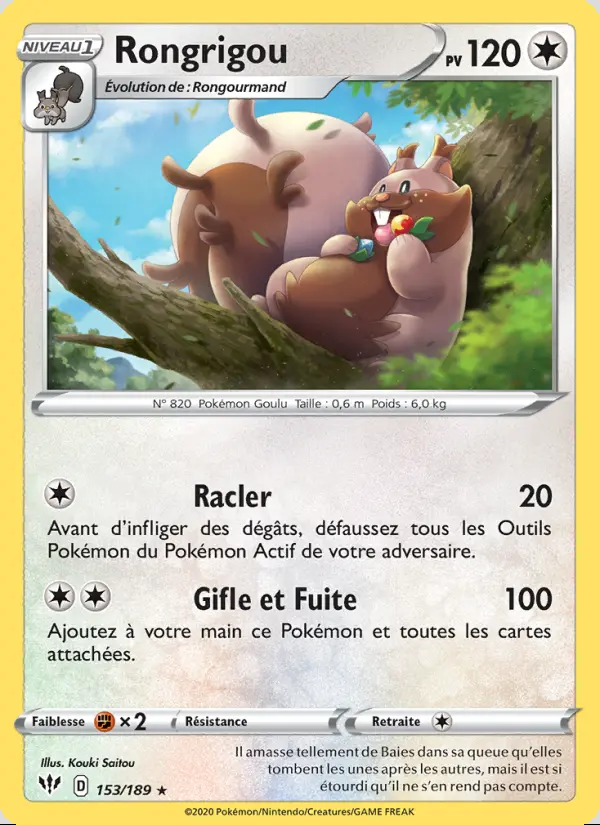 NIVEAU 1
Rongrigou
PV 120
Évolution de : Rongourmand
N° 820 Pokémon Goulu Taille : 0,6 m Poids : 6,0 kg
Racler 20
Avant d'infliger des dégâts, défaussez tous les Outils
Pokémon du Pokémon Actif de votre adversaire.
Gifle et Fuite 100
Ajoutez à votre main ce Pokémon et toutes les cartes
attachées.
Faiblesse ×2 Résistance Retraite
Illus. Kouki Saitou
D 153/189 ★
Il amasse tellement de Baies dans sa queue qu'elles
tombent les unes après les autres, mais il est si
étourdi qu'il ne s'en rend pas compte.
©2020 Pokémon/Nintendo/Creatures/GAME FREAK